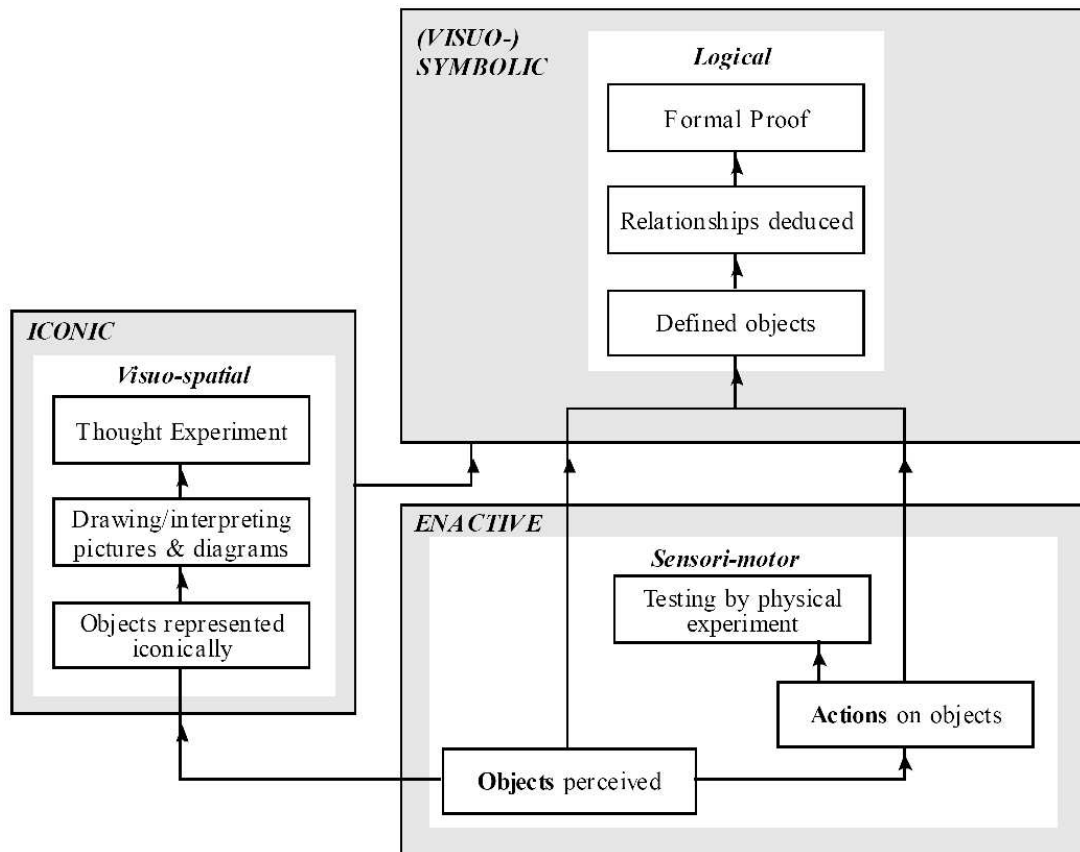 (VISUO-)
SYMBOLIC
Logical
Formal Proof
Relationships deduced
Defined objects
ICONIC
Visuo-spatial
Thought Experiment
Drawing/interpreting
pictures & diagrams
Objects represented
iconically
ENACTIVE
Sensori-motor
Testing by physical
experiment
Actions on objects
Objects perceived